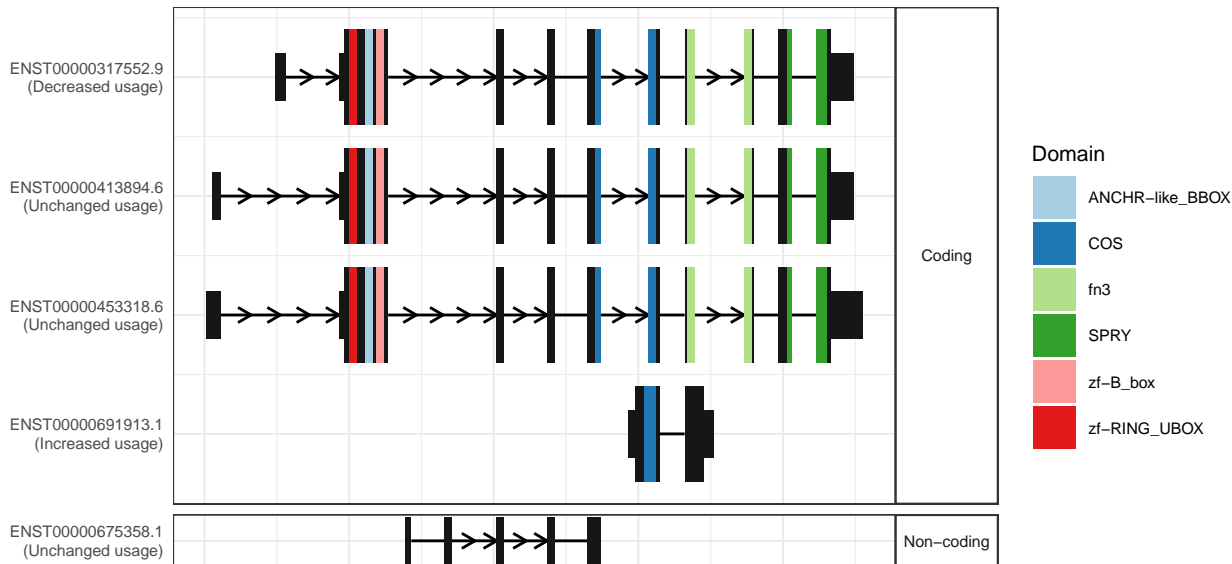 ENST00000317552.9
(Decreased usage)
ENST00000413894.6
(Unchanged usage)
ENST00000453318.6
(Unchanged usage)
ENST00000691913.1
(Increased usage)
ENST00000675358.1
(Unchanged usage)
Coding
Non−coding
Domain
ANCHR−like_BBOX
COS
fn3
SPRY
zf−B_box
zf−RING_UBOX